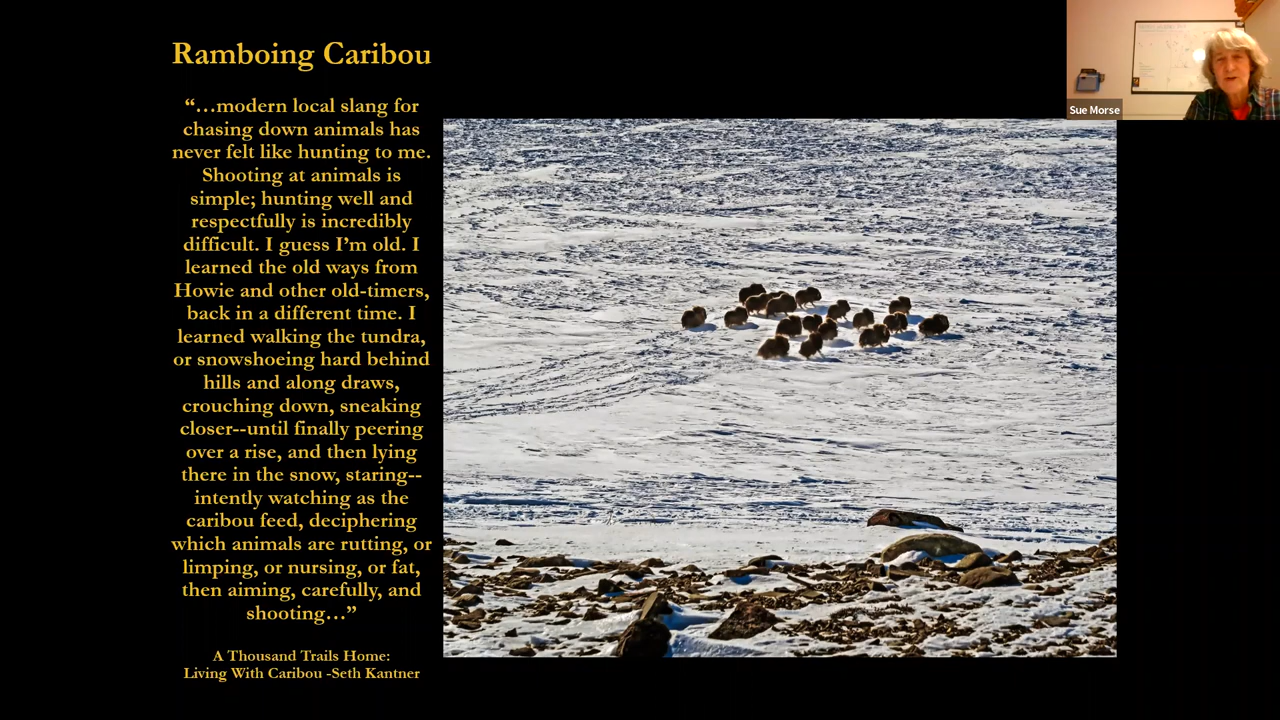 Ramboing Caribou
“…modern local slang for
chasing down animals has
never felt like hunting to me.
Shooting at animals is
simple; hunting well and
respectfully is incredibly
difficult. I guess I’m old. I
learned the old ways from
Howie and other old-timers,
back in a different time. I
learned walking the tundra,
or snowshoeing hard behind
hills and along draws,
crouching down, sneaking
closer--until finally peering
over a rise, and then lying
there in the snow, staring--
intently watching as the
caribou feed, deciphering
which animals are rutting, or
limping, or nursing, or fat,
then aiming, carefully, and
shooting…”
A Thousand Trails Home:
Living With Caribou -Seth Kantner
Sue Morse